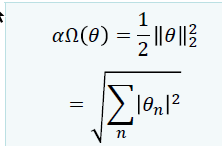 αΩ(θ) = 1/2 ‖θ‖₂²
= √(∑ₙ |θₙ|²)